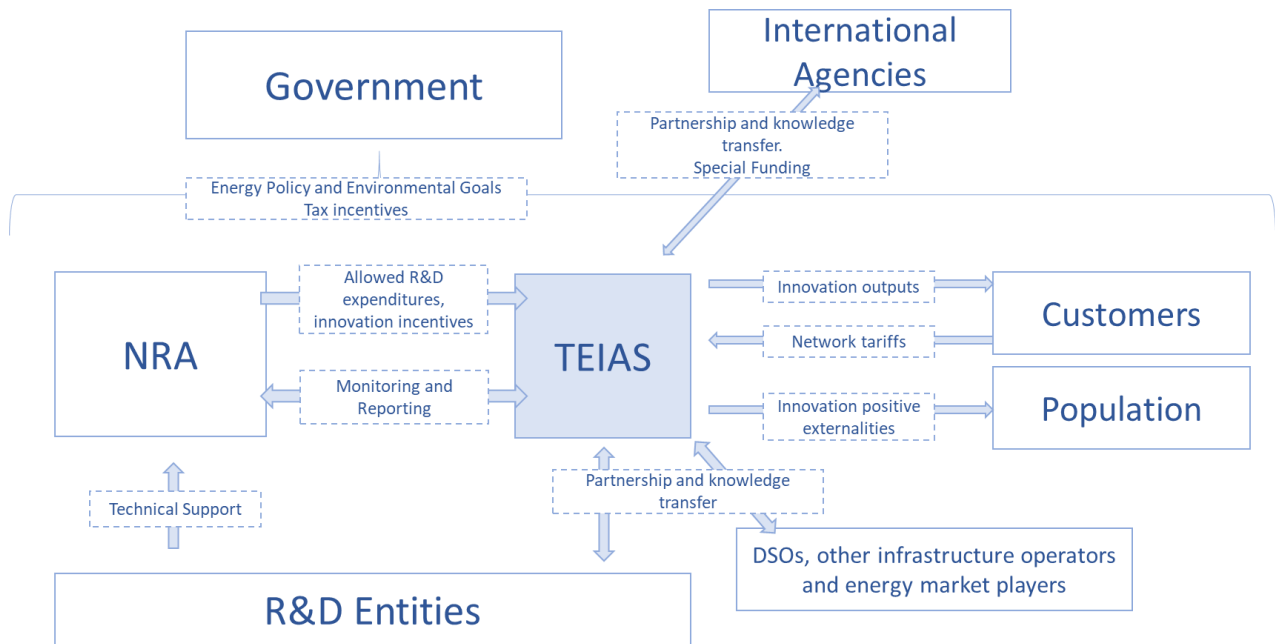 Government
International
Agencies
Partnership and knowledge
transfer.
Special Funding
Energy Policy and Environmental Goals
Tax incentives
NRA
Allowed R&D
expenditures,
innovation incentives
Monitoring and
Reporting
TEIAS
Innovation outputs
Network tariffs
Innovation positive
externalities
Customers
Population
Technical Support
Partnership and knowledge
transfer
DSOs, other infrastructure operators
and energy market players
R&D Entities